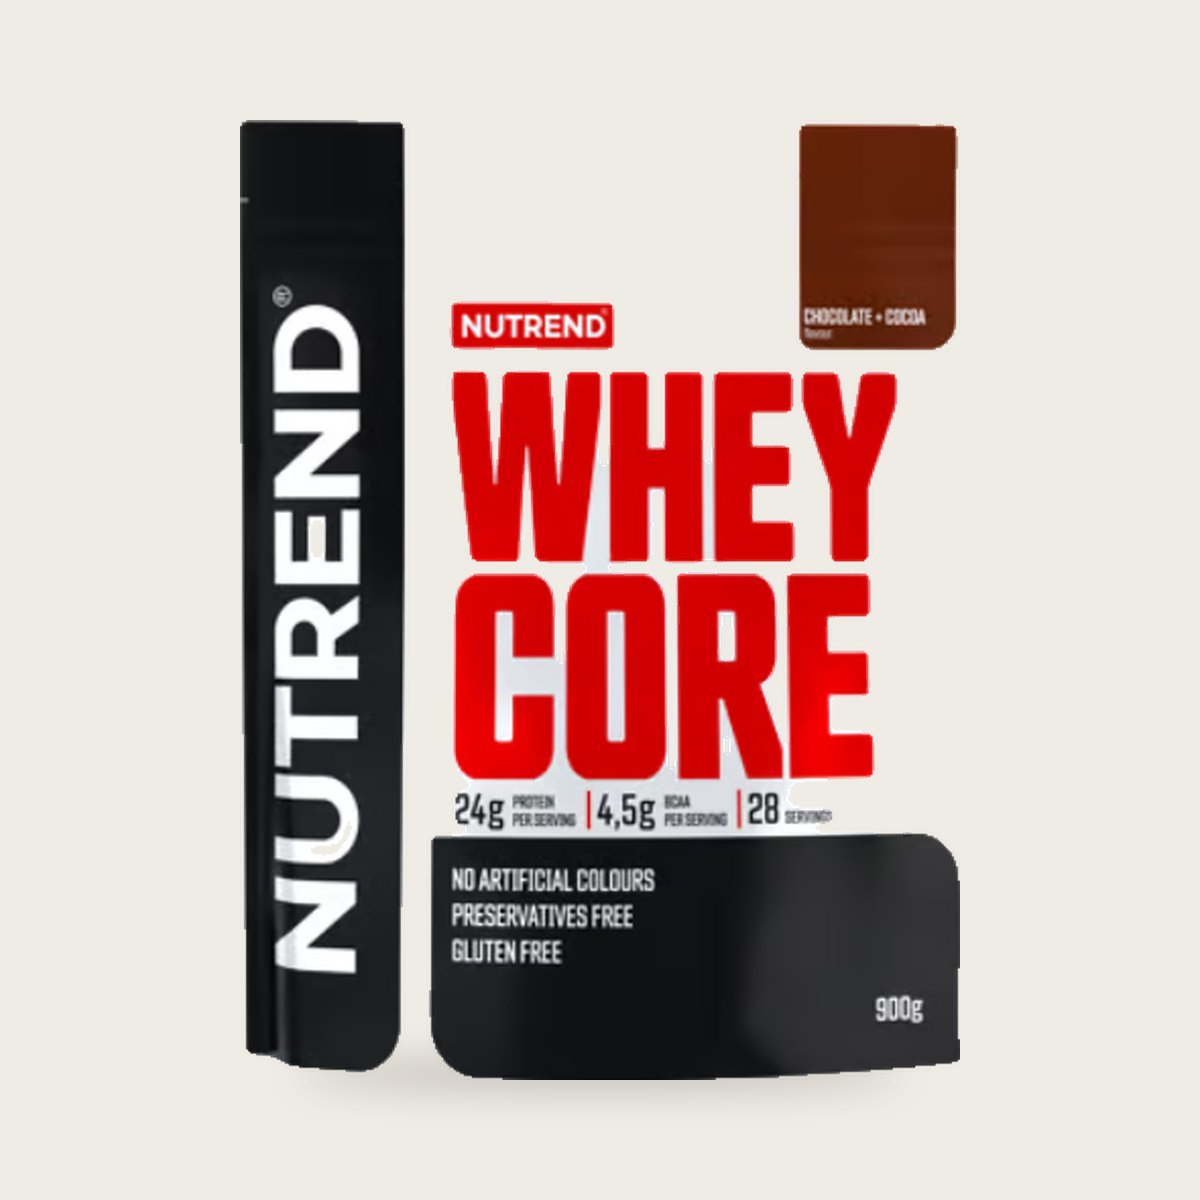 NUTREND®
NUTREND
CHOCOLATE + COCOA
flavour
WHEY
CORE
24g PROTEIN PER SERVING | 4,5g BCAA PER SERVING | 28 SERVINGS
NO ARTIFICIAL COLOURS
PRESERVATIVES FREE
GLUTEN FREE
900g